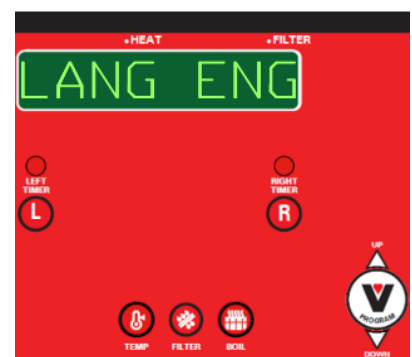 • HEAT • FILTER
LANG ENG
LEFT TIMER
RIGHT TIMER
L
R
UP
V
PROGRAM
DOWN
TEMP FILTER BOIL